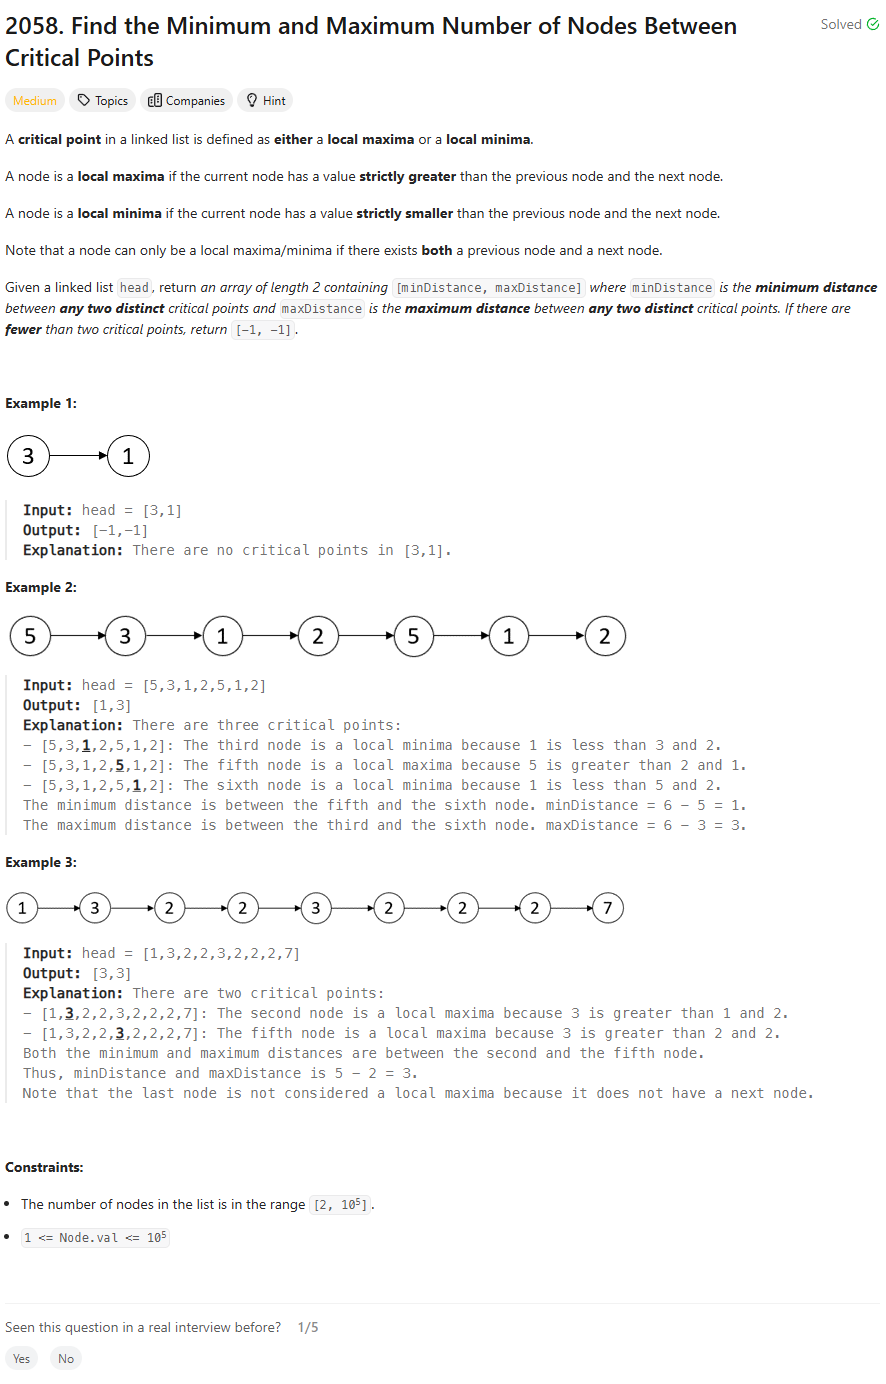 2058. Find the Minimum and Maximum Number of Nodes Between
Critical Points
Solved
Medium Topics Companies Hint
A critical point in a linked list is defined as either a local maxima or a local minima.
A node is a local maxima if the current node has a value strictly greater than the previous node and the next node.
A node is a local minima if the current node has a value strictly smaller than the previous node and the next node.
Note that a node can only be a local maxima/minima if there exists both a previous node and a next node.
Given a linked list head, return an array of length 2 containing [minDistance, maxDistance] where minDistance is the minimum distance
between any two distinct critical points and maxDistance is the maximum distance between any two distinct critical points. If there are
fewer than two critical points, return [-1, -1].
Example 1:
3 1
Input: head = [3,1]
Output: [-1,-1]
Explanation: There are no critical points in [3,1].
Example 2:
5 3 1 2 5 1 2
Input: head = [5,3,1,2,5,1,2]
Output: [1,3]
Explanation: There are three critical points:
- [5,3,1,2,5,1,2]: The third node is a local minima because 1 is less than 3 and 2.
- [5,3,1,2,5,1,2]: The fifth node is a local maxima because 5 is greater than 2 and 1.
- [5,3,1,2,5,1,2]: The sixth node is a local minima because 1 is less than 5 and 2.
The minimum distance is between the fifth and the sixth node. minDistance = 6 - 5 = 1.
The maximum distance is between the third and the sixth node. maxDistance = 6 - 3 = 3.
Example 3:
1 3 2 2 3 2 2 2 7
Input: head = [1,3,2,2,3,2,2,2,7]
Output: [3,3]
Explanation: There are two critical points:
- [1,3,2,2,3,2,2,2,7]: The second node is a local maxima because 3 is greater than 1 and 2.
- [1,3,2,2,3,2,2,2,7]: The fifth node is a local maxima because 3 is greater than 2 and 2.
Both the minimum and maximum distances are between the second and the fifth node.
Thus, minDistance and maxDistance is 5 - 2 = 3.
Note that the last node is not considered a local maxima because it does not have a next node.
Constraints:
• The number of nodes in the list is in the range [2, 10⁵].
• 1 <= Node.val <= 10⁵
Seen this question in a real interview before? 1/5
Yes No